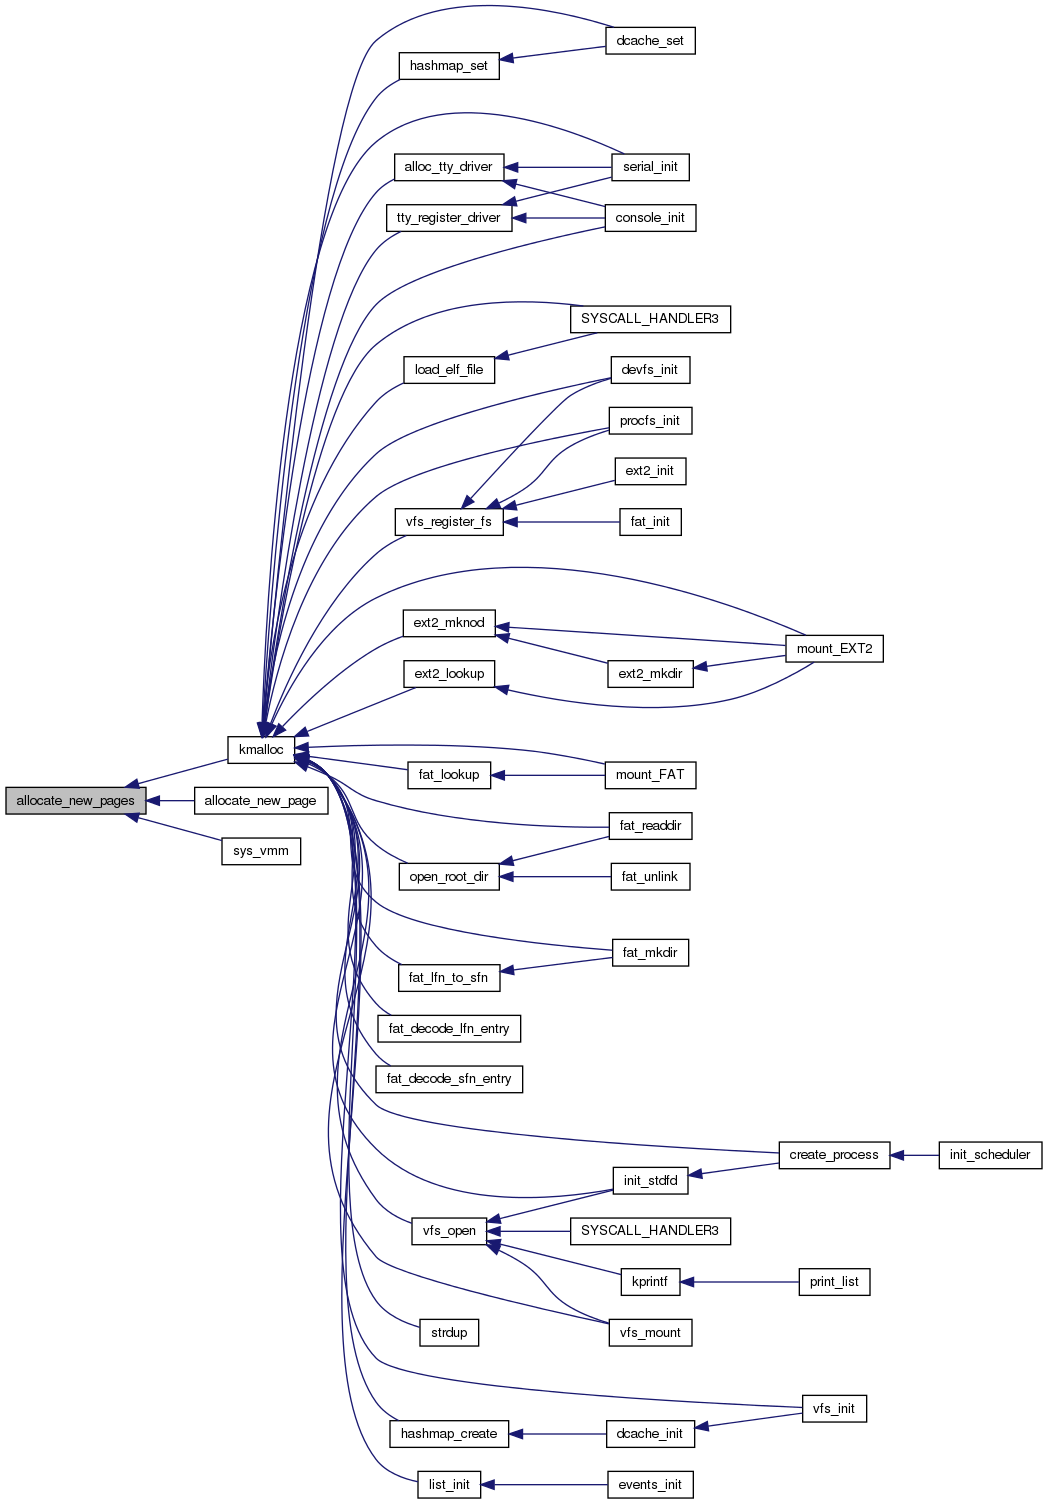 dcache_set
hashmap_set
alloc_tty_driver
serial_init
tty_register_driver
console_init
SYSCALL_HANDLER3
load_elf_file
devfs_init
procfs_init
ext2_init
vfs_register_fs
fat_init
ext2_mknod
mount_EXT2
ext2_lookup
ext2_mkdir
kmalloc
fat_lookup
mount_FAT
allocate_new_pages
allocate_new_page
fat_readdir
sys_vmm
open_root_dir
fat_unlink
fat_mkdir
fat_lfn_to_sfn
fat_decode_lfn_entry
fat_decode_sfn_entry
create_process
init_scheduler
init_stdfd
vfs_open
SYSCALL_HANDLER3
kprintf
print_list
strdup
vfs_mount
vfs_init
hashmap_create
dcache_init
list_init
events_init